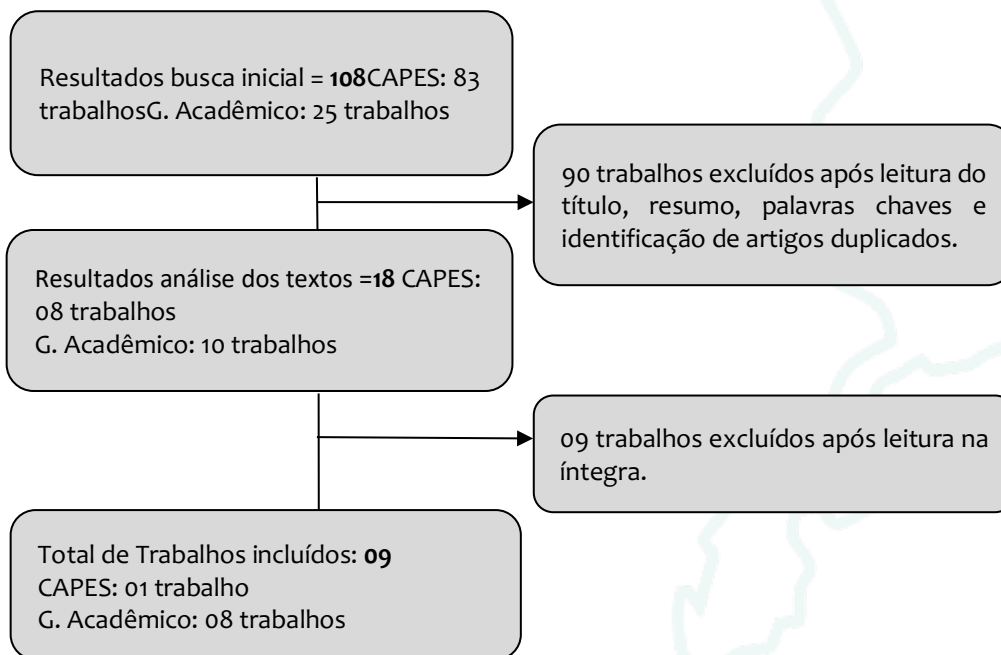 Resultados busca inicial = 108CAPES: 83
trabalhosG. Acadêmico: 25 trabalhos
90 trabalhos excluídos após leitura do
título, resumo, palavras chaves e
identificação de artigos duplicados.
Resultados análise dos textos =18 CAPES:
08 trabalhos
G. Acadêmico: 10 trabalhos
09 trabalhos excluídos após leitura na
íntegra.
Total de Trabalhos incluídos: 09
CAPES: 01 trabalho
G. Acadêmico: 08 trabalhos